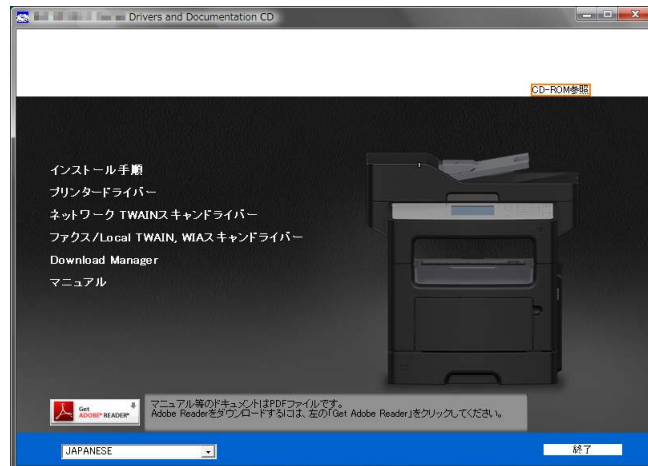 Drivers and Documentation CD
CD-ROM参照
インストール手順
プリンタードライバー
ネットワーク TWAINスキャンドライバー
ファクス/Local TWAIN, WIAスキャンドライバー
Download Manager
マニュアル
Get
ADOBE® READER®
マニュアル等のドキュメントはPDFファイルです。
Adobe Readerをダウンロードするには、左の「Get Adobe Reader」をクリックしてください。
JAPANESE
終了